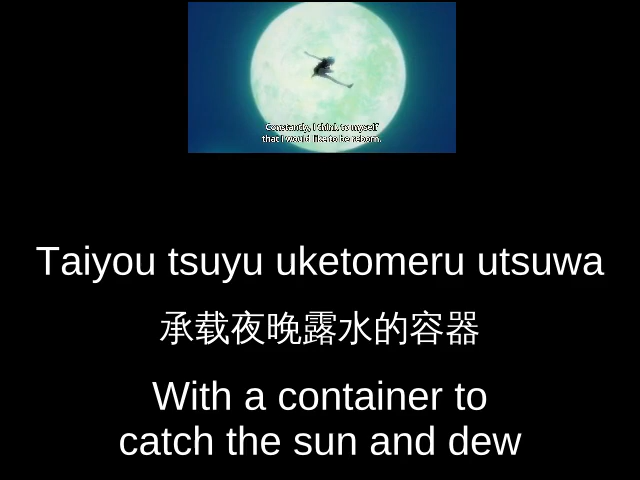 Constantly, I think to myself
that I would like to be reborn.
Taiyou tsuyu uketomeru utsuwa
承载夜晚露水的容器
With a container to
catch the sun and dew